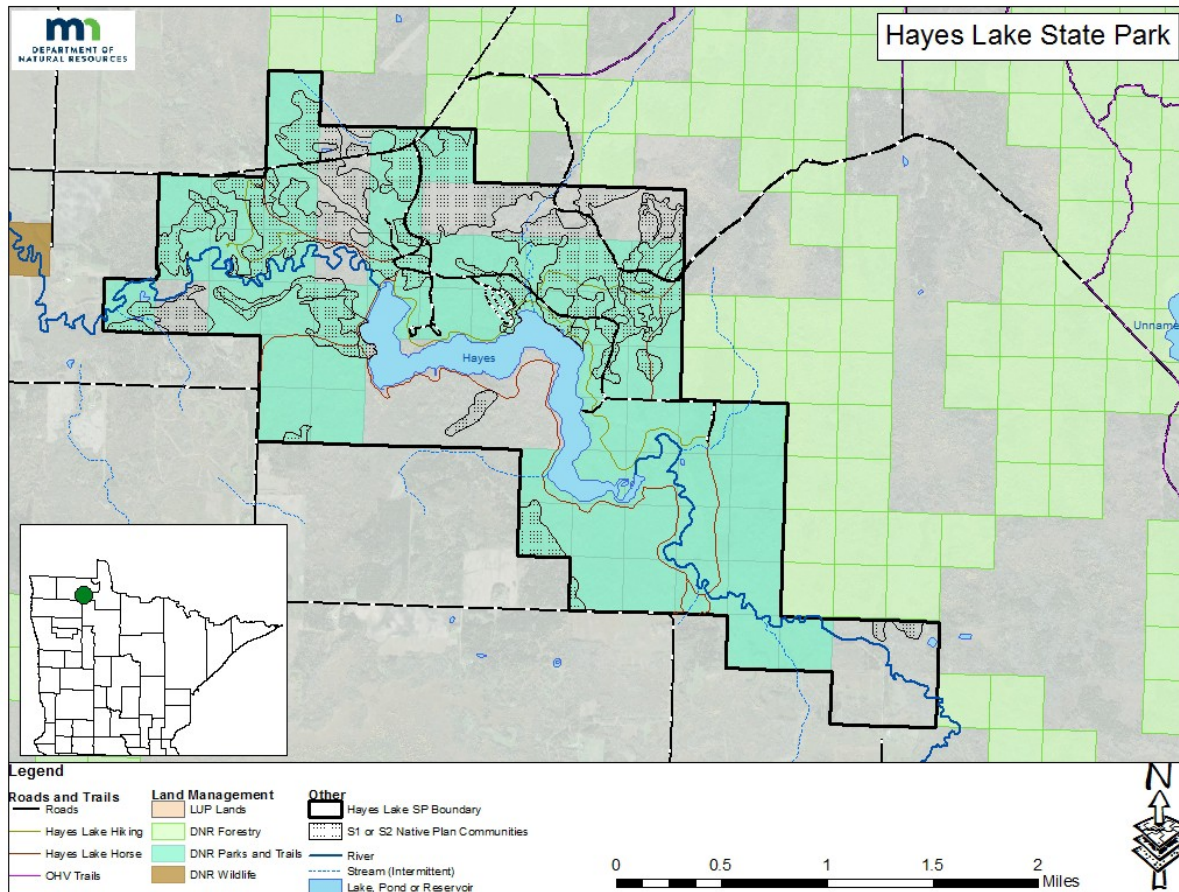 DEPARTMENT OF
NATURAL RESOURCES
Hayes Lake State Park
Hayes
Unname
Legend
Roads and Trails
Roads
Hayes Lake Hiking
Hayes Lake Horse
OHV Trails
Land Management
LUP Lands
DNR Forestry
DNR Parks and Trails
DNR Wildlife
Other
Hayes Lake SP Boundary
S1 or S2 Native Plan Communities
River
Stream (Intermittent)
Lake, Pond or Reservoir
0 0.5 1 1.5 2
Miles
N